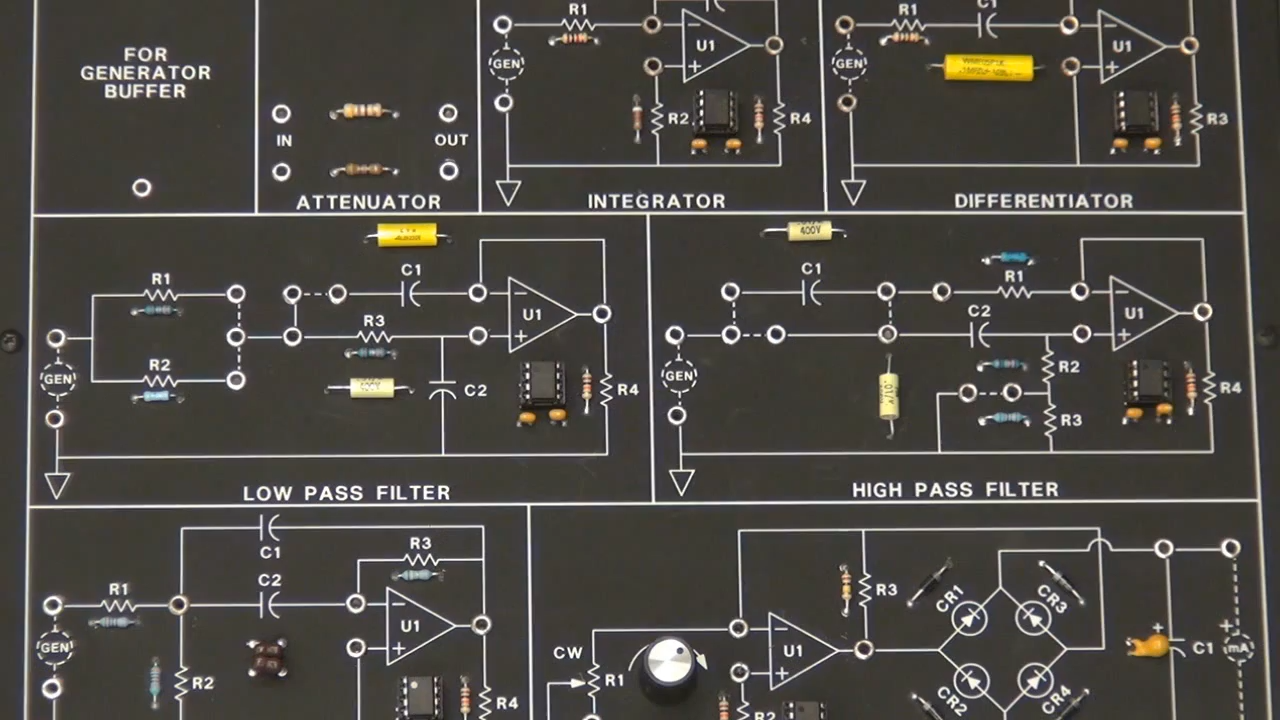 FOR
GENERATOR
BUFFER
IN
OUT
ATTENUATOR
R1
GEN
U1
R2
R4
INTEGRATOR
R1
C1
GEN
U1
R3
DIFFERENTIATOR
R1
C1
R3
U1
R2
GEN
400V
C2
R4
LOW PASS FILTER
400V
C1
R1
C2
U1
GEN
R2
R4
R3
HIGH PASS FILTER
C1
R3
R1
C2
GEN
U1
R2
R4
R3
CR1
CR3
CW
R1
U1
+
C1
+
mA
CR2
CR4
R2